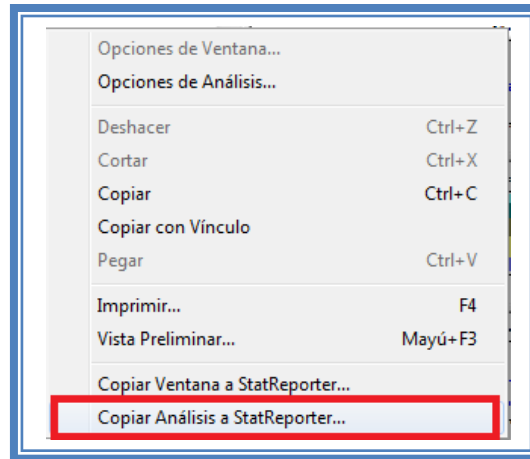 Opciones de Ventana...
Opciones de Análisis...
Deshacer Ctrl+Z
Cortar Ctrl+X
Copiar Ctrl+C
Copiar con Vínculo
Pegar Ctrl+V
Imprimir... F4
Vista Preliminar... Mayú+F3
Copiar Ventana a StatReporter...
Copiar Análisis a StatReporter...